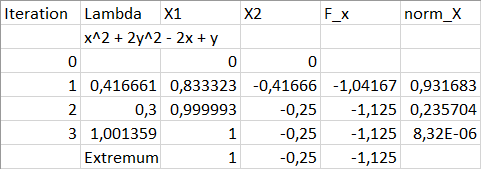 Iteration Lambda X1 X2 F_x norm_X
x^2 + 2y^2 - 2x + y
0 0 0
1 0,416661 0,833323 -0,41666 -1,04167 0,931683
2 0,3 0,999993 -0,25 -1,125 0,235704
3 1,001359 1 -0,25 -1,125 8,32E-06
Extremum 1 -0,25 -1,125